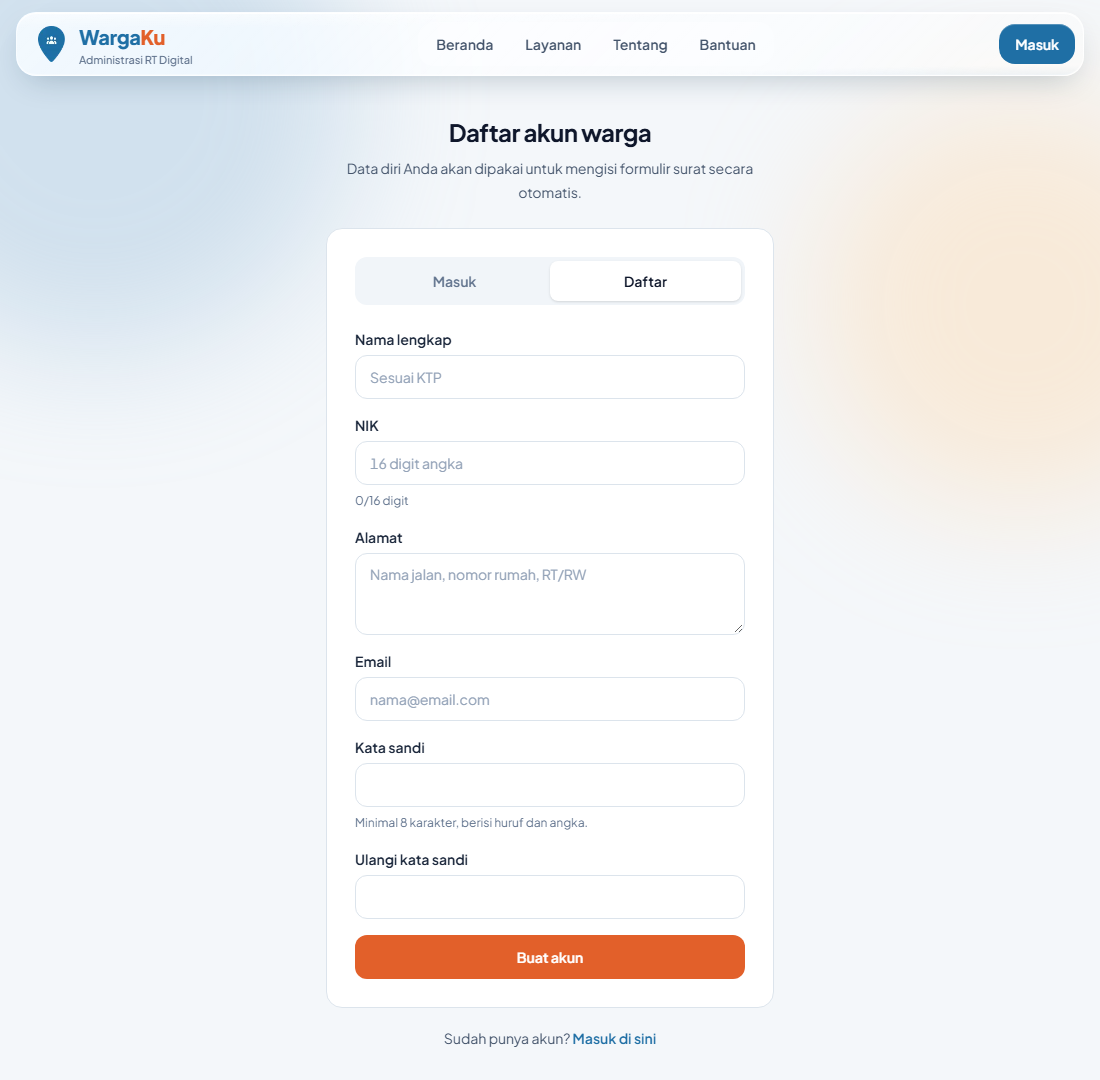 WargaKu
Administrasi RT Digital
Beranda
Layanan
Tentang
Bantuan
Masuk
Daftar akun warga
Data diri Anda akan dipakai untuk mengisi formulir surat secara
otomatis.
Masuk
Daftar
Nama lengkap
Sesuai KTP
NIK
16 digit angka
0/16 digit
Alamat
Nama jalan, nomor rumah, RT/RW
Email
nama@email.com
Kata sandi
Minimal 8 karakter, berisi huruf dan angka.
Ulangi kata sandi
Buat akun
Sudah punya akun? Masuk di sini